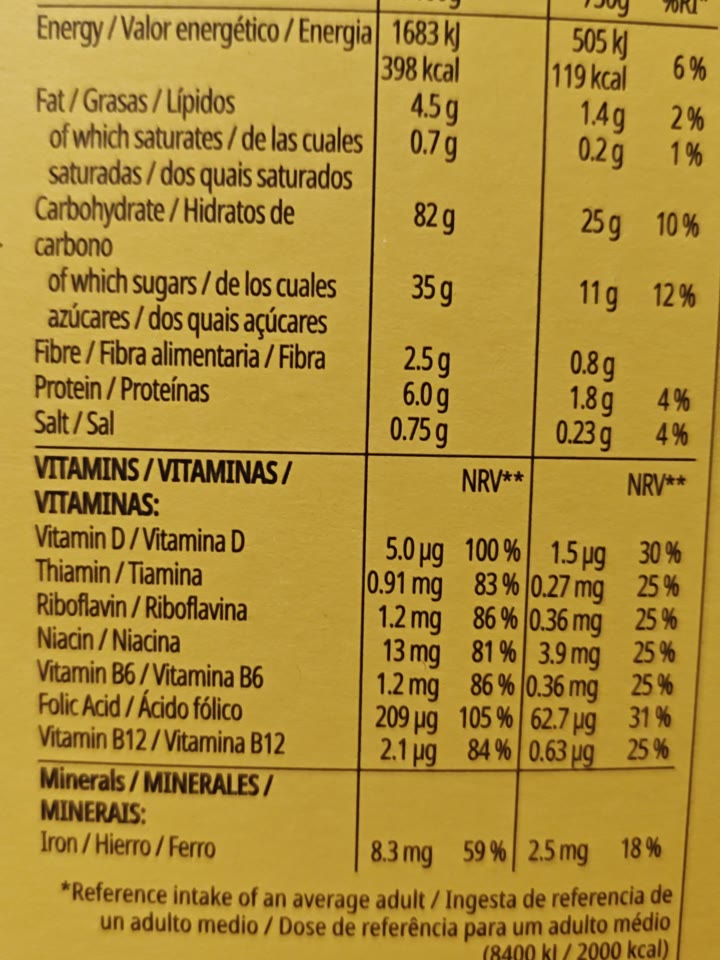 %RI*
Energy / Valor energético / Energia 1683 kJ 505 kJ
398 kcal 119 kcal 6 %
Fat / Grasas / Lípidos 4.5 g 1.4 g 2 %
of which saturates / de las cuales 0.7 g 0.2 g 1 %
saturadas / dos quais saturados
Carbohydrate / Hidratos de 82 g 25 g 10 %
carbono
of which sugars / de los cuales 35 g 11 g 12 %
azúcares / dos quais açúcares
Fibre / Fibra alimentaria / Fibra 2.5 g 0.8 g
Protein / Proteínas 6.0 g 1.8 g 4 %
Salt / Sal 0.75 g 0.23 g 4 %
VITAMINS / VITAMINAS / NRV** NRV**
VITAMINAS:
Vitamin D / Vitamina D 5.0 µg 100 % 1.5 µg 30 %
Thiamin / Tiamina 0.91 mg 83 % 0.27 mg 25 %
Riboflavin / Riboflavina 1.2 mg 86 % 0.36 mg 25 %
Niacin / Niacina 13 mg 81 % 3.9 mg 25 %
Vitamin B6 / Vitamina B6 1.2 mg 86 % 0.36 mg 25 %
Folic Acid / Ácido fólico 209 µg 105 % 62.7 µg 31 %
Vitamin B12 / Vitamina B12 2.1 µg 84 % 0.63 µg 25 %
Minerals / MINERALES /
MINERAIS:
Iron / Hierro / Ferro 8.3 mg 59 % 2.5 mg 18 %
*Reference intake of an average adult / Ingesta de referencia de
un adulto medio / Dose de referência para um adulto médio
(8400 kJ / 2000 kcal)